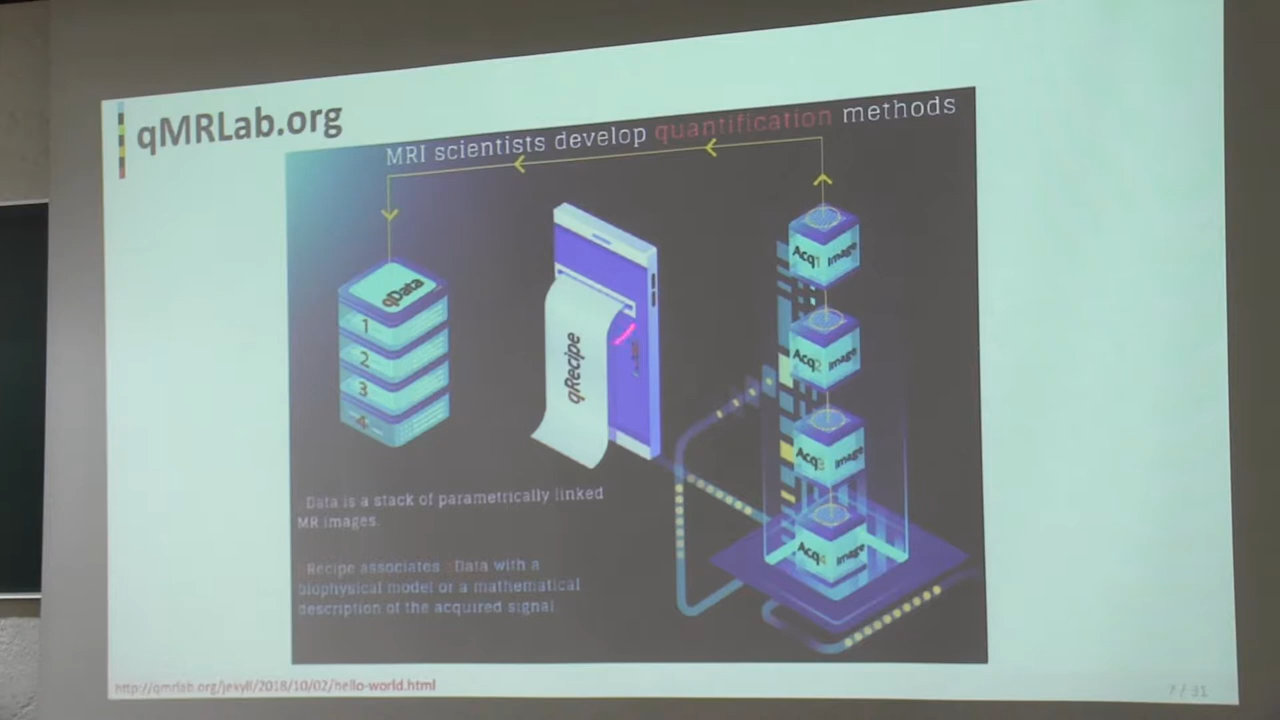 qMRLab.org
MRI scientists develop quantification methods
qData
1
2
3
4
qRecipe
Acq1 Image
Acq2 Image
Acq3 Image
Acq4 Image
Data is a stack of parametrically linked
MR images.
Recipe associates Data with a
biophysical model or a mathematical
description of the acquired signal.
http://qmrlab.org/jekyll/2018/10/02/hello-world.html
7 / 31